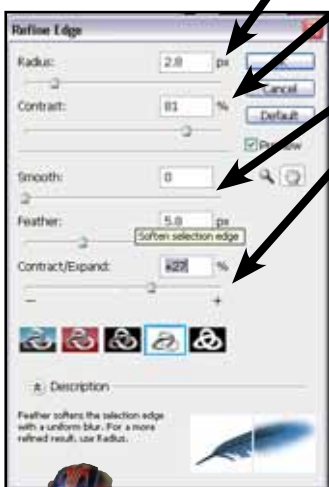 Refine Edge
Radius: 2.8 px
Cancel
Contrast: 81 %
Default
Preview
Smooth: 0
Feather: 5.0 px
Soften selection edge
Contract/Expand: +27 %
- +
Description
Feather softens the selection edge
with a uniform blur. For a more
refined result, use Radius.